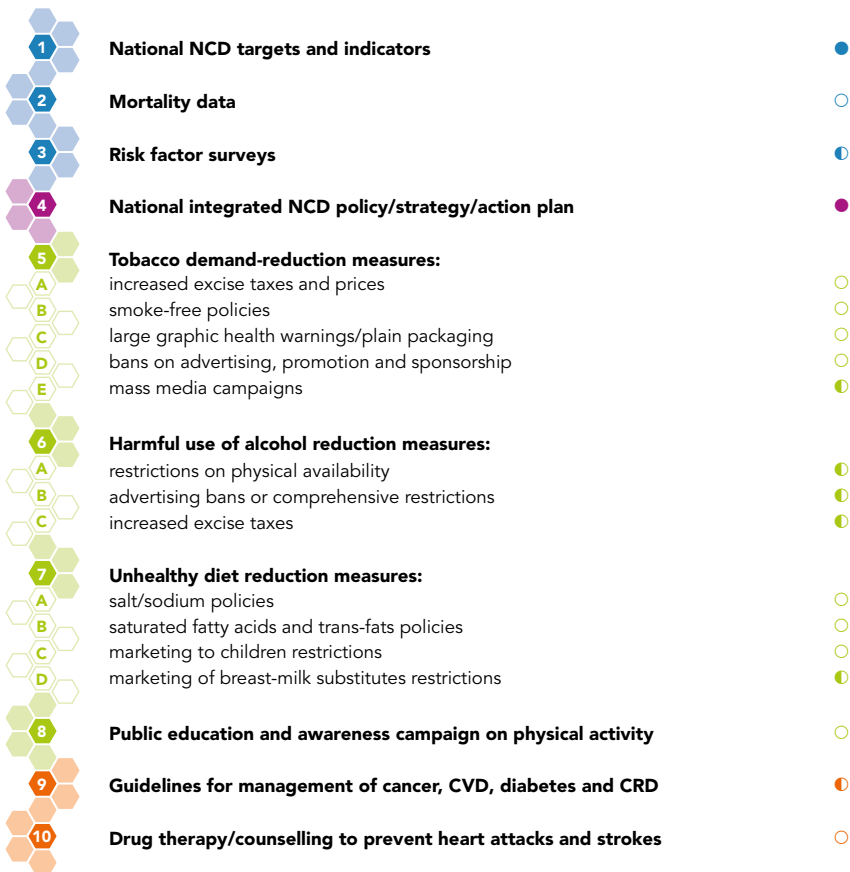 1 National NCD targets and indicators
2 Mortality data
3 Risk factor surveys
4 National integrated NCD policy/strategy/action plan
5 Tobacco demand-reduction measures:
A increased excise taxes and prices
B smoke-free policies
C large graphic health warnings/plain packaging
D bans on advertising, promotion and sponsorship
E mass media campaigns
6 Harmful use of alcohol reduction measures:
A restrictions on physical availability
B advertising bans or comprehensive restrictions
C increased excise taxes
7 Unhealthy diet reduction measures:
A salt/sodium policies
B saturated fatty acids and trans-fats policies
C marketing to children restrictions
D marketing of breast-milk substitutes restrictions
8 Public education and awareness campaign on physical activity
9 Guidelines for management of cancer, CVD, diabetes and CRD
10 Drug therapy/counselling to prevent heart attacks and strokes